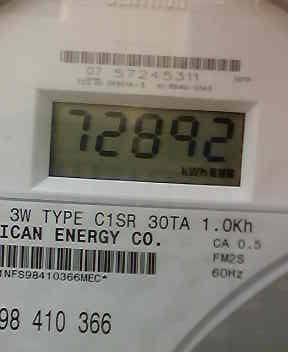 07 57245311
72892
kWh
3W TYPE C1SR 30TA 1.0Kh
ICAN ENERGY CO.
CA 0.5
FM2S
60Hz
1NFS98410366MEC*
98 410 366